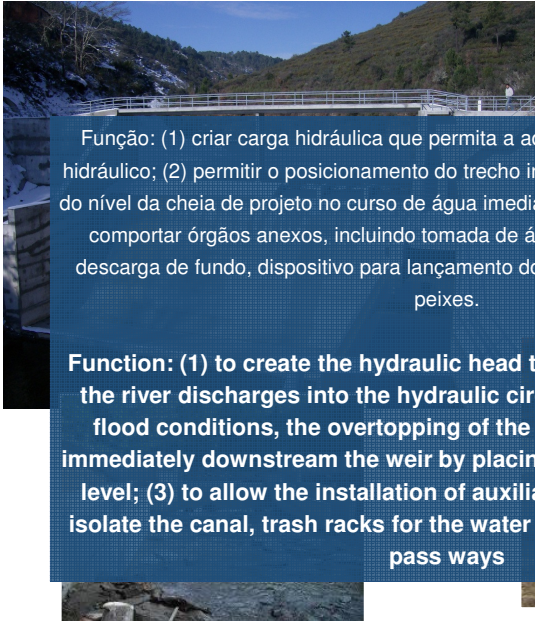 Função: (1) criar carga hidráulica que permita a
hidráulico; (2) permitir o posicionamento do trecho
do nível da cheia de projeto no curso de água
comportar órgãos anexos, incluindo tomada de
descarga de fundo, dispositivo para lançamento
peixes.
Function: (1) to create the hydraulic head
the river discharges into the hydraulic
flood conditions, the overtopping of the
immediately downstream the weir by
level; (3) to allow the installation of
isolate the canal, trash racks for the water
pass ways